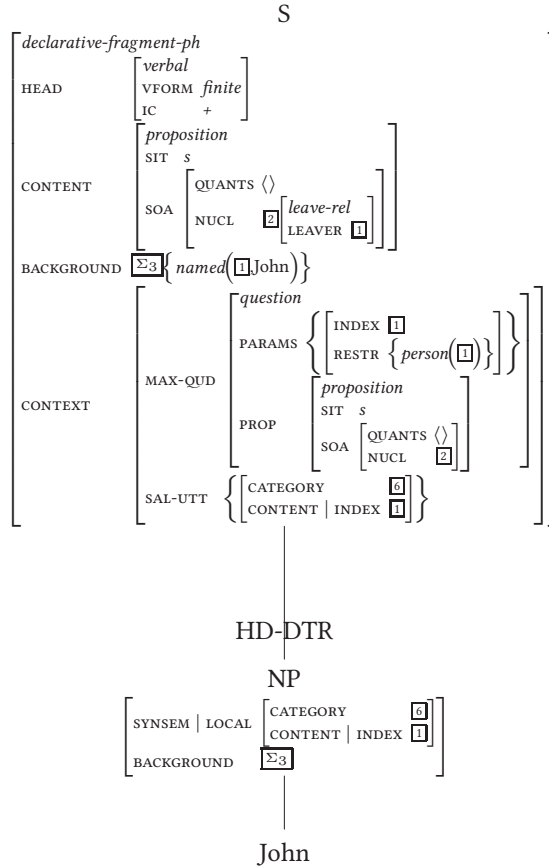 S
declarative-fragment-ph
HEAD verbal
VFORM finite
IC +
CONTENT proposition
SIT s
SOA QUANTS ⟨⟩
NUCL 2 leave-rel
LEAVER 1
BACKGROUND Σ3 { named(1,John) }
CONTEXT MAX-QUD question
PARAMS { INDEX 1
RESTR { person(1) } }
PROP proposition
SIT s
SOA QUANTS ⟨⟩
NUCL 2
SAL-UTT { CATEGORY 6
CONTENT | INDEX 1 }
HD-DTR
NP
SYNSEM | LOCAL CATEGORY 6
CONTENT | INDEX 1
BACKGROUND Σ3
John